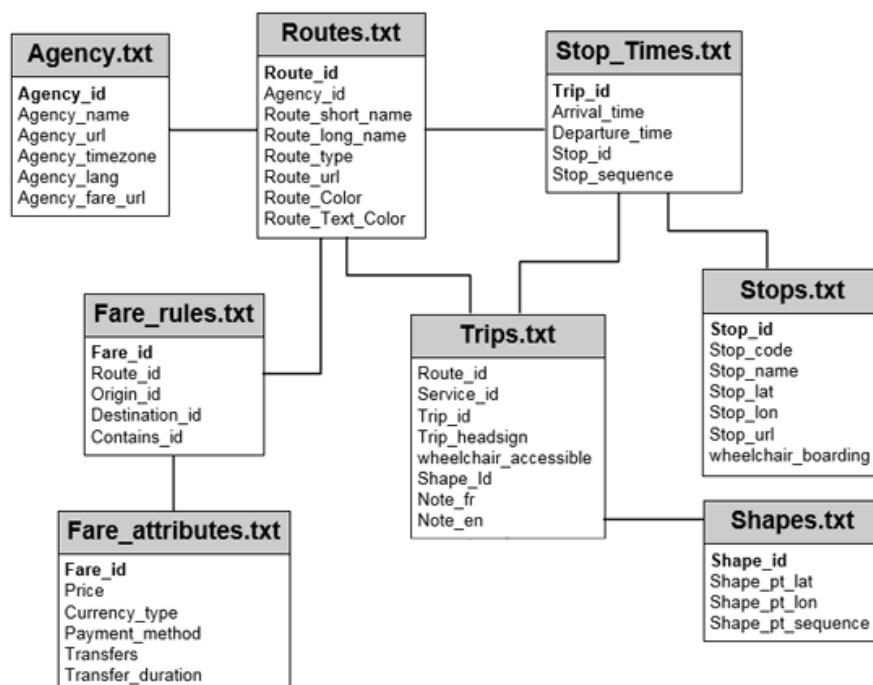 Agency.txt
Agency_id
Agency_name
Agency_url
Agency_timezone
Agency_lang
Agency_fare_url
Routes.txt
Route_id
Agency_id
Route_short_name
Route_long_name
Route_type
Route_url
Route_Color
Route_Text_Color
Stop_Times.txt
Trip_id
Arrival_time
Departure_time
Stop_id
Stop_sequence
Fare_rules.txt
Fare_id
Route_id
Origin_id
Destination_id
Contains_id
Trips.txt
Route_id
Service_id
Trip_id
Trip_headsign
wheelchair_accessible
Shape_Id
Note_fr
Note_en
Stops.txt
Stop_id
Stop_code
Stop_name
Stop_lat
Stop_lon
Stop_url
wheelchair_boarding
Fare_attributes.txt
Fare_id
Price
Currency_type
Payment_method
Transfers
Transfer_duration
Shapes.txt
Shape_id
Shape_pt_lat
Shape_pt_lon
Shape_pt_sequence